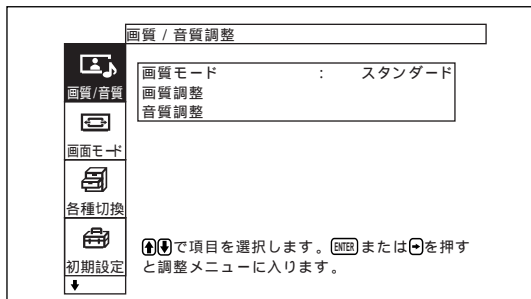 画質 / 音質調整
画質/音質
画面モード
各種切換
初期設定
画質モード : スタンダード
画質調整
音質調整
で項目を選択します。ENTERまたはを押す
と調整メニューに入ります。